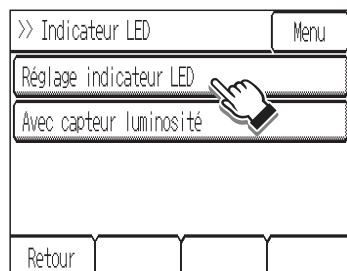 >> Indicateur LED Menu
Réglage indicateur LED
Avec capteur luminosité
Retour